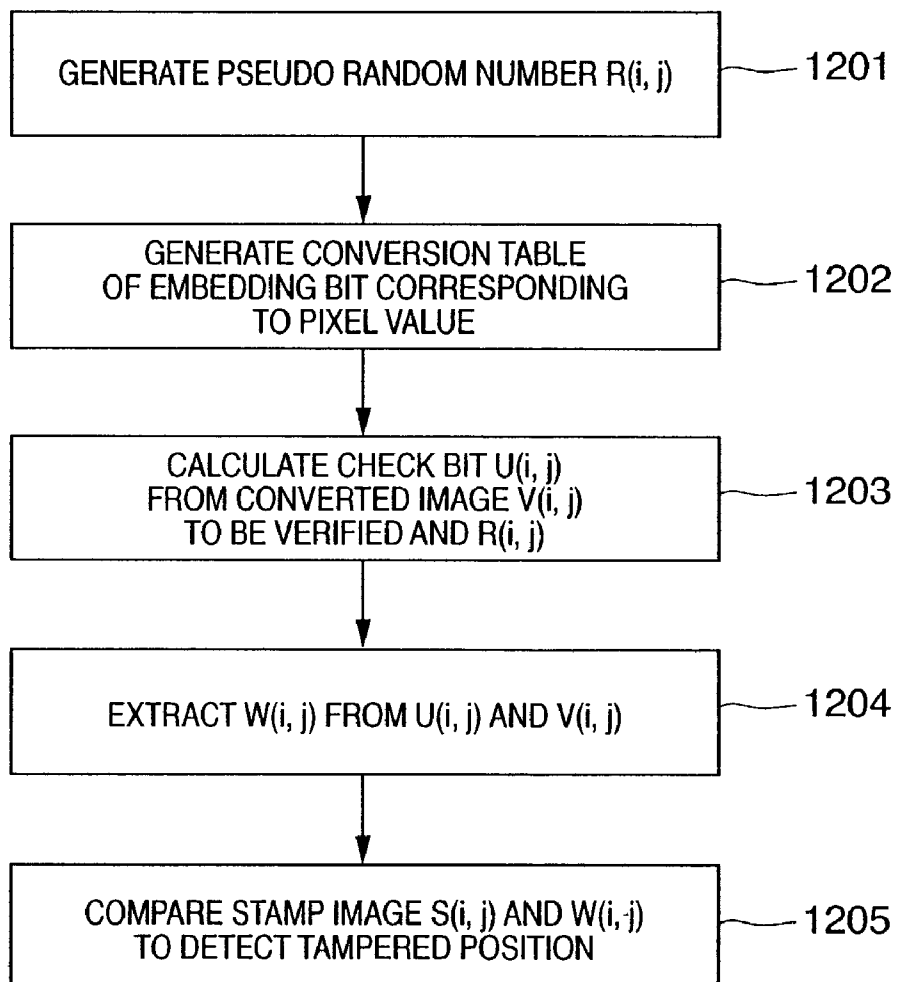 GENERATE PSEUDO RANDOM NUMBER R(i, j)
1201
GENERATE CONVERSION TABLE
OF EMBEDDING BIT CORRESPONDING
TO PIXEL VALUE
1202
CALCULATE CHECK BIT U(i, j)
FROM CONVERTED IMAGE V(i, j)
TO BE VERIFIED AND R(i, j)
1203
EXTRACT W(i, j) FROM U(i, j) AND V(i, j)
1204
COMPARE STAMP IMAGE S(i, j) AND W(i, j)
TO DETECT TAMPERED POSITION
1205